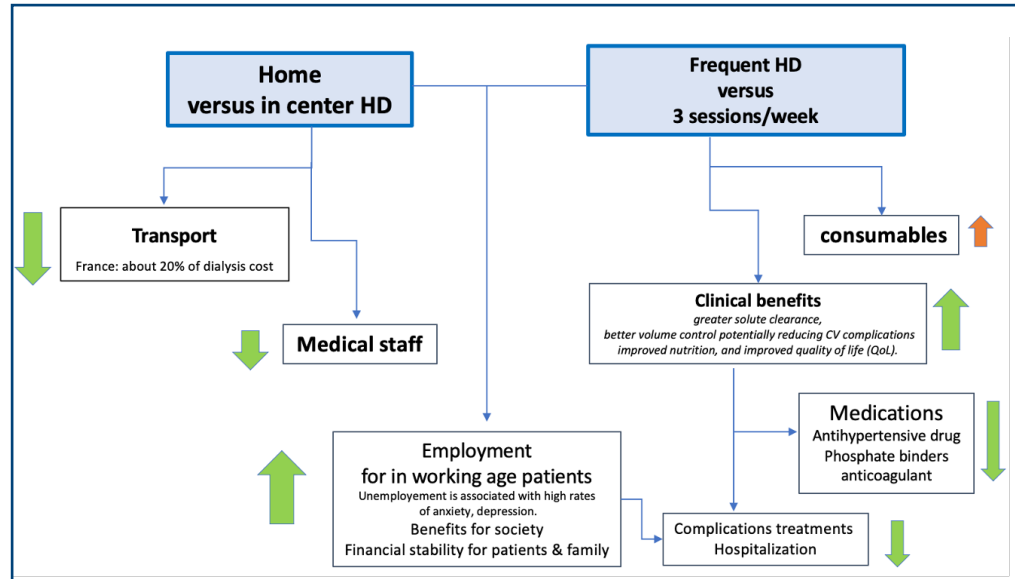 Home
versus in center HD
Frequent HD
versus
3 sessions/week
Transport
France: about 20% of dialysis cost
consumables
Medical staff
Clinical benefits
greater solute clearance,
better volume control potentially reducing CV complications
improved nutrition, and improved quality of life (QoL).
Employment
for in working age patients
Unemployement is associated with high rates
of anxiety, depression.
Benefits for society
Financial stability for patients & family
Medications
Antihypertensive drug
Phosphate binders
anticoagulant
Complications treatments
Hospitalization